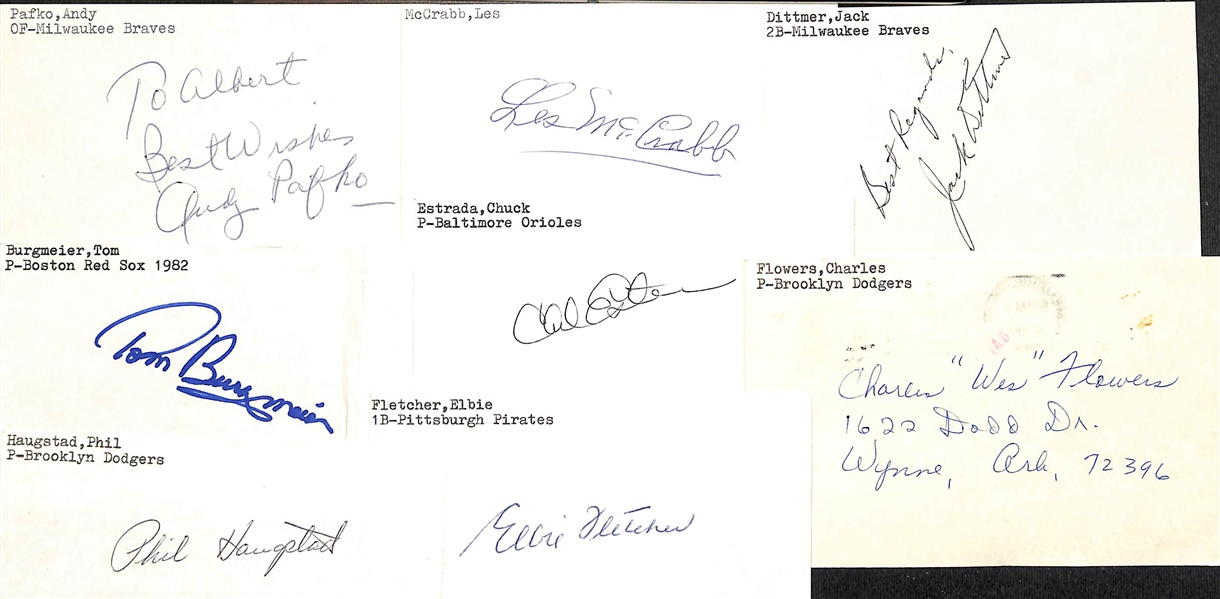 Pafko,Andy
OF-Milwaukee Braves
To Albert
Best Wishes
Andy Pafko
McCrabb,Les
Les McCrabb
Dittmer,Jack
2B-Milwaukee Braves
Best Regards,
Jack Dittmer
Estrada,Chuck
P-Baltimore Orioles
Burgmeier,Tom
P-Boston Red Sox 1982
Tom Burgmeier
Flowers,Charles
P-Brooklyn Dodgers
Charles "Wes" Flowers
1622 Dodd Dr.
Wynne, Ark, 72396
Fletcher,Elbie
1B-Pittsburgh Pirates
Elbie Fletcher
Haugstad,Phil
P-Brooklyn Dodgers
Phil Haugstad